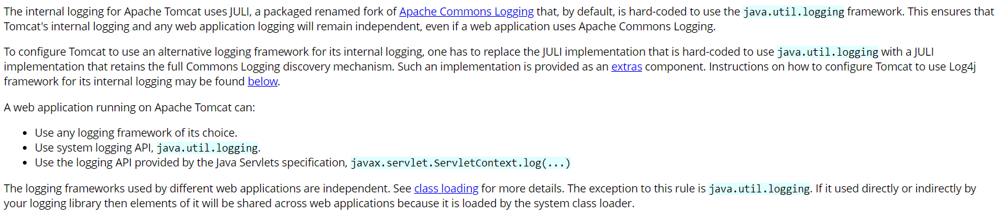 The internal logging for Apache Tomcat uses JULI, a packaged renamed fork of Apache Commons Logging that, by default, is hard-coded to use the java.util.logging framework. This ensures that
Tomcat's internal logging and any web application logging will remain independent, even if a web application uses Apache Commons Logging.
To configure Tomcat to use an alternative logging framework for its internal logging, one has to replace the JULI implementation that is hard-coded to use java.util.logging with a JULI
implementation that retains the full Commons Logging discovery mechanism. Such an implementation is provided as an extras component. Instructions on how to configure Tomcat to use Log4j
framework for its internal logging may be found below.
A web application running on Apache Tomcat can:
• Use any logging framework of its choice.
• Use system logging API, java.util.logging.
• Use the logging API provided by the Java Servlets specification, javax.servlet.ServletContext.log(...)
The logging frameworks used by different web applications are independent. See class loading for more details. The exception to this rule is java.util.logging. If it used directly or indirectly by
your logging library then elements of it will be shared across web applications because it is loaded by the system class loader.